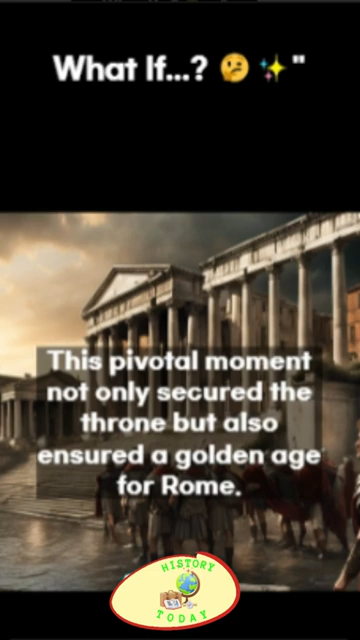 What If...? 🤔 ✨"
This pivotal moment
not only secured the
throne but also
ensured a golden age
for Rome.
HISTORY
TODAY